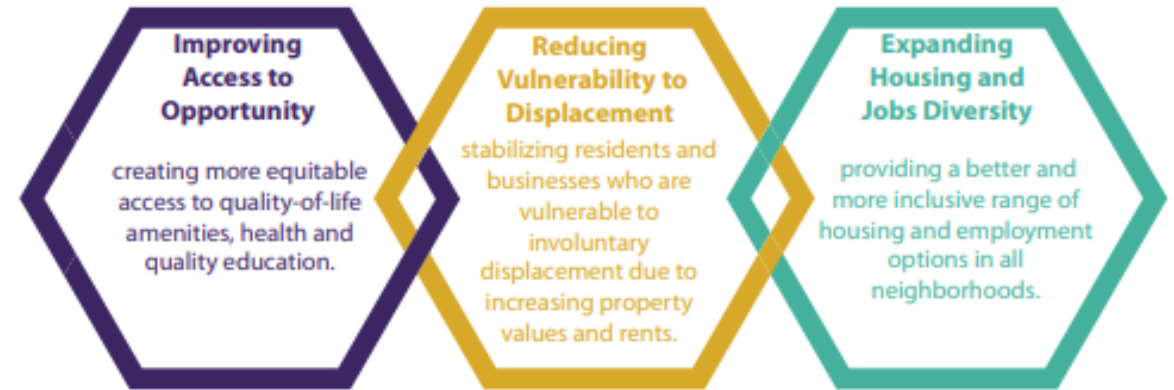 Improving
Access to
Opportunity
creating more equitable
access to quality-of-life
amenities, health and
quality education.
Reducing
Vulnerability to
Displacement
stabilizing residents and
businesses who are
vulnerable to
involuntary
displacement due to
increasing property
values and rents.
Expanding
Housing and
Jobs Diversity
providing a better and
more inclusive range of
housing and employment
options in all
neighborhoods.